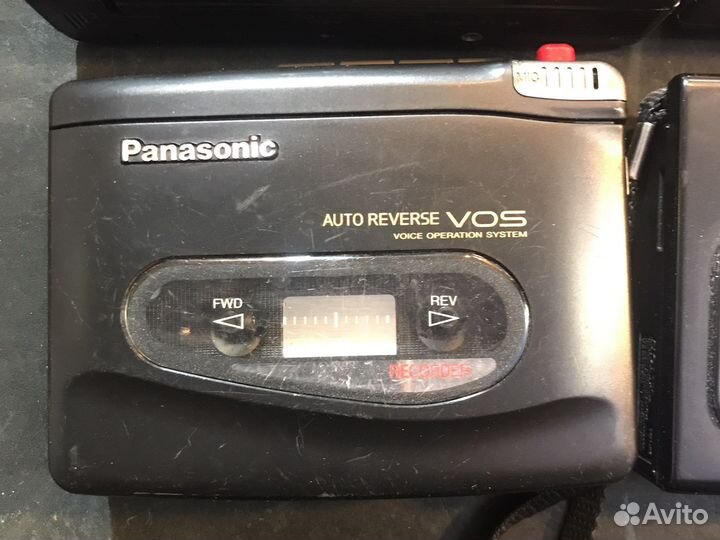 MIC
Panasonic
AUTO REVERSE VOS
VOICE OPERATION SYSTEM
FWD
REV
RECORDER
Avito